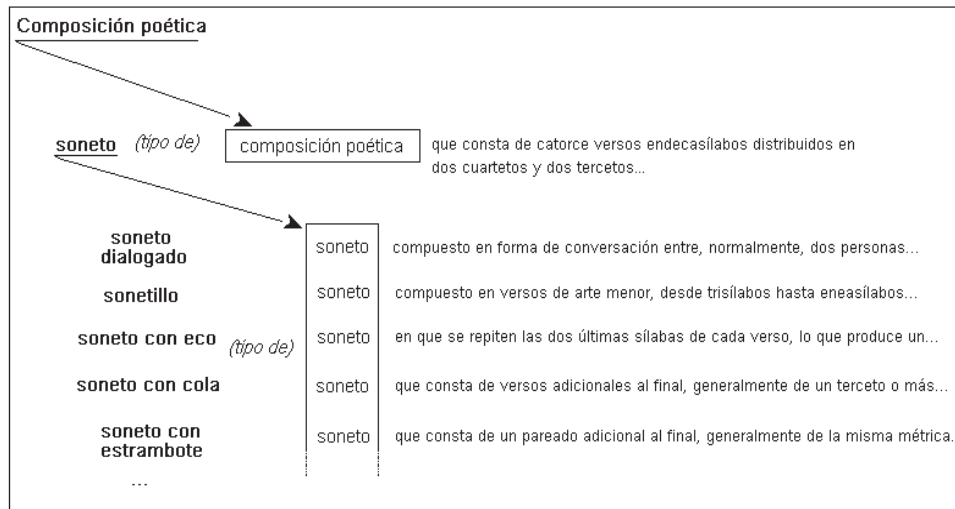 Composición poética
soneto (tipo de) composición poética que consta de catorce versos endecasílabos distribuidos en
dos cuartetos y dos tercetos...
soneto
dialogado
soneto compuesto en forma de conversación entre, normalmente, dos personas...
sonetillo soneto compuesto en versos de arte menor, desde trisílabos hasta eneasílabos...
soneto con eco (tipo de) soneto en que se repiten las dos últimas sílabas de cada verso, lo que produce un...
soneto con cola soneto que consta de versos adicionales al final, generalmente de un terceto o más...
soneto con
estrambote
soneto que consta de un pareado adicional al final, generalmente de la misma métrica.
...